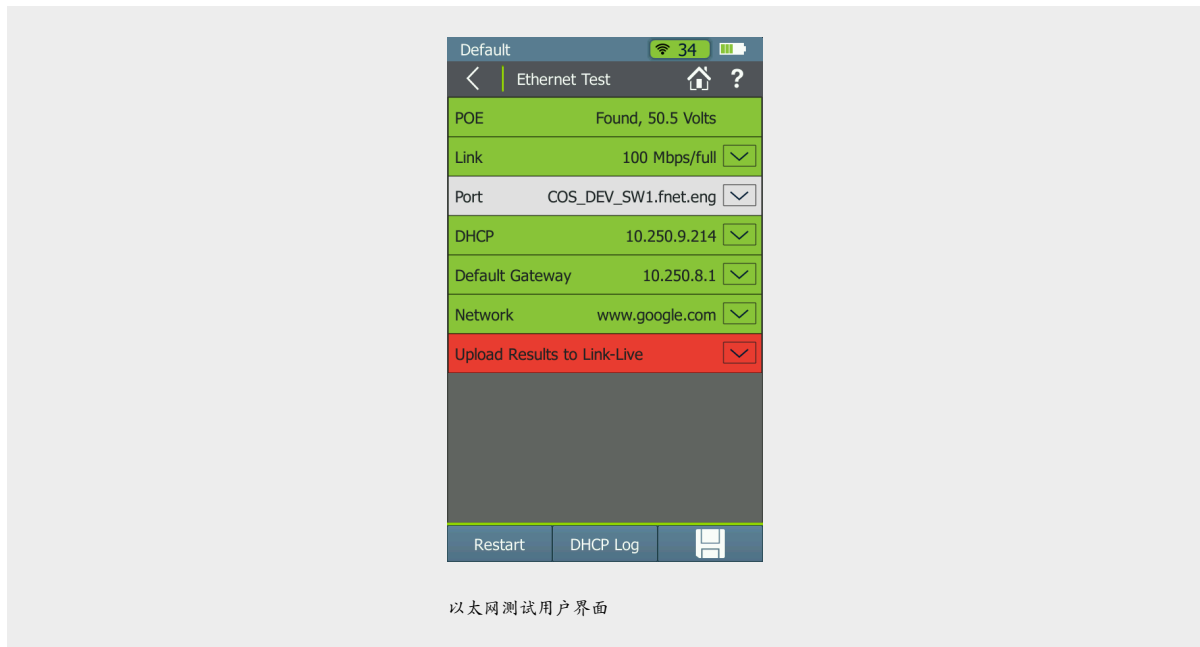 Default 34
Ethernet Test ?
POE Found, 50.5 Volts
Link 100 Mbps/full
Port COS_DEV_SW1.fnet.eng
DHCP 10.250.9.214
Default Gateway 10.250.8.1
Network www.google.com
Upload Results to Link-Live
Restart DHCP Log
以太网测试用户界面